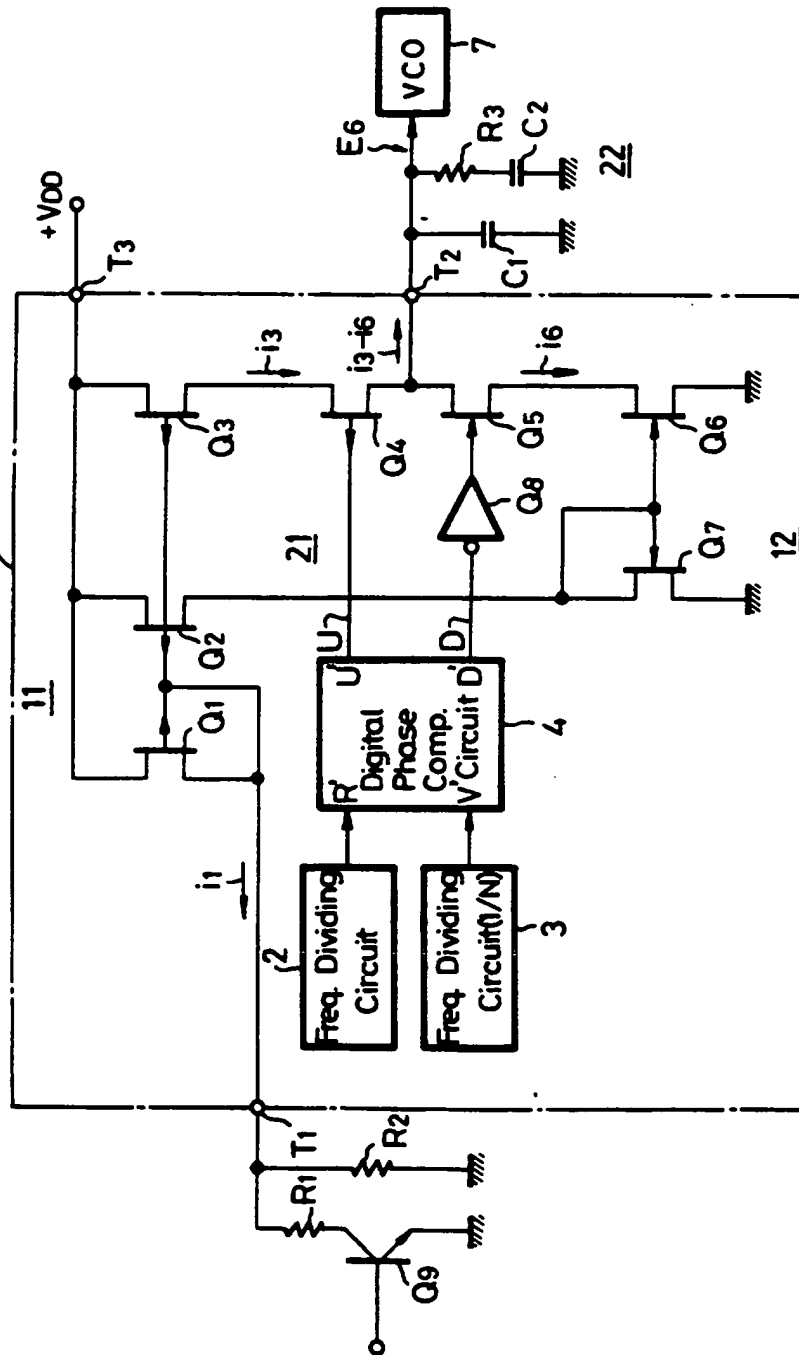 +VDD
T3
11
Q1
Q2
Q3
i3
i1
21
Q4
i3-i6
T2
E6
VCO
7
R3
C2
C1
22
Q5
i6
Q8
Q6
Q7
12
U7
D7
R'
U'
Digital
Phase
Comp.
V'
Circuit
D'
4
2
Freq. Dividing
Circuit
Freq. Dividing
Circuit(1/N)
3
T1
R1
R2
Q9